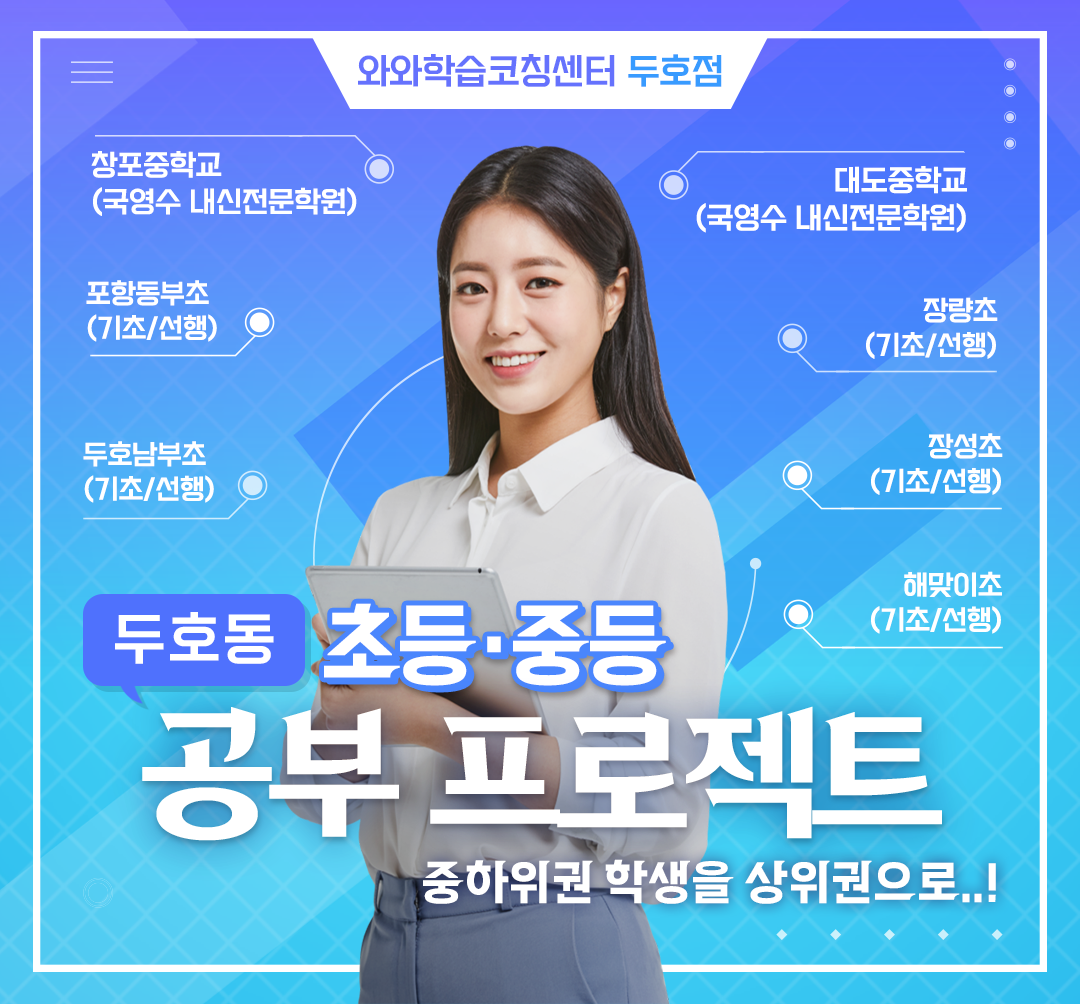 와와학습코칭센터 두호점
창포중학교
(국영수 내신전문학원)
대도중학교
(국영수 내신전문학원)
포항동부초
(기초/선행)
장량초
(기초/선행)
두호남부초
(기초/선행)
장성초
(기초/선행)
해맞이초
(기초/선행)
두호동 초등·중등
공부 프로젝트
중하위권 학생을 상위권으로..!